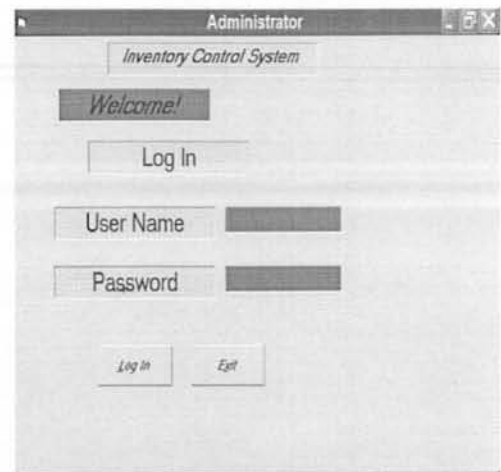 Administrator
Inventory Control System
Welcome!
Log In
User Name
Password
Log In Exit